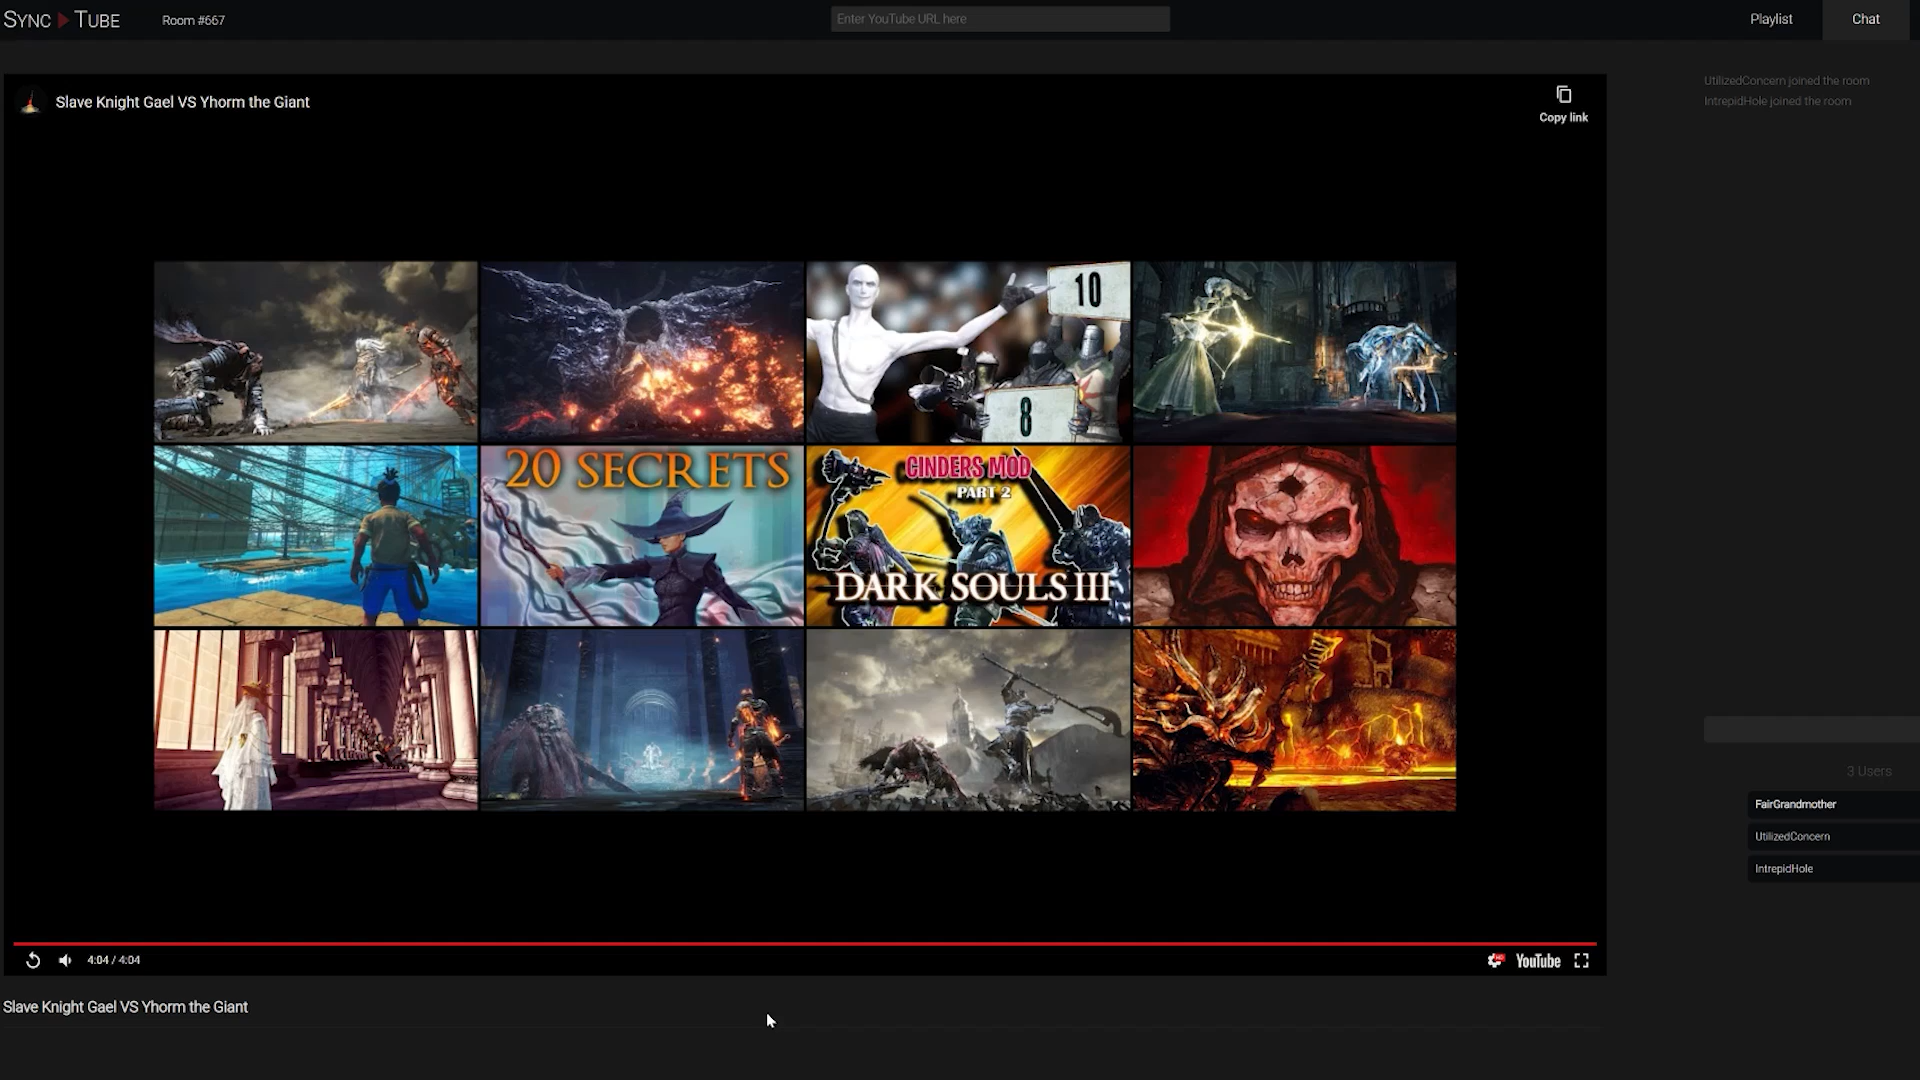 SYNC TUBE
Room #667
Enter YouTube URL here
Playlist
Chat
Slave Knight Gael VS Yhorm the Giant
Copy link
UtilizedConcern joined the room
IntrepidHole joined the room
10
8
20 SECRETS
CINDERS MOD
PART 2
DARK SOULS III
3 Users
FairGrandmother
UtilizedConcern
IntrepidHole
4:04 / 4:04
HD
YouTube
Slave Knight Gael VS Yhorm the Giant